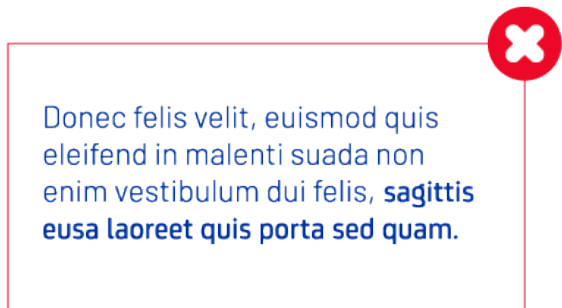 Donec felis velit, euismod quis
eleifend in malenti suada non
enim vestibulum dui felis, sagittis
eusa laoreet quis porta sed quam.